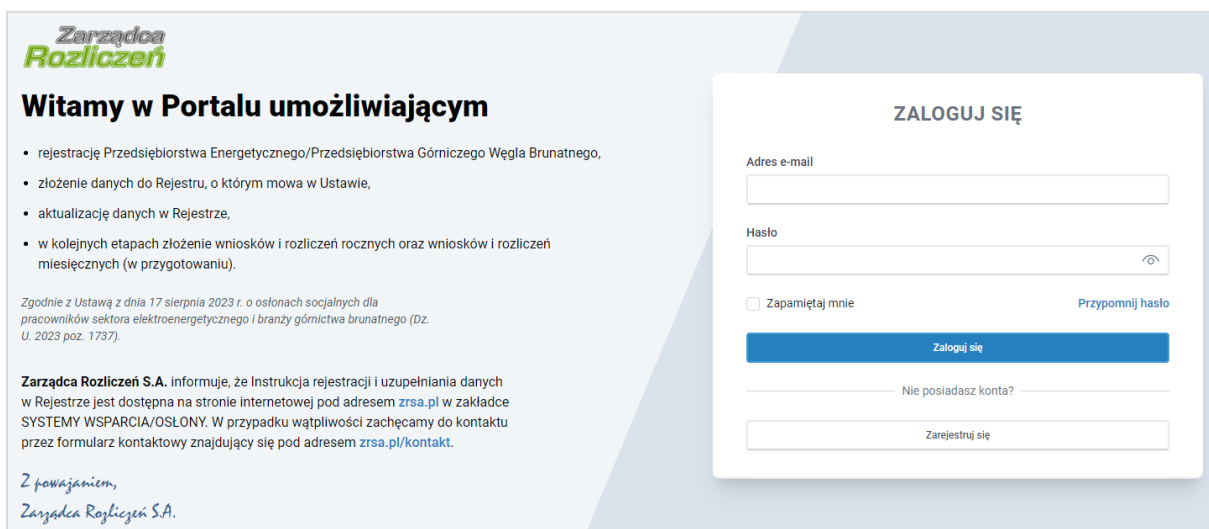 Zarządca
Rozliczeń
Witamy w Portalu umożliwiającym
• rejestrację Przedsiębiorstwa Energetycznego/Przedsiębiorstwa Górniczego Węgla Brunatnego,
• złożenie danych do Rejestru, o którym mowa w Ustawie,
• aktualizację danych w Rejestrze,
• w kolejnych etapach złożenie wniosków i rozliczeń rocznych oraz wniosków i rozliczeń
miesięcznych (w przygotowaniu).
Zgodnie z Ustawą z dnia 17 sierpnia 2023 r. o osłonach socjalnych dla
pracowników sektora elektroenergetycznego i branży górnictwa brunatnego (Dz.
U. 2023 poz. 1737).
Zarządca Rozliczeń S.A. informuje, że Instrukcja rejestracji i uzupełniania danych
w Rejestrze jest dostępna na stronie internetowej pod adresem zrsa.pl w zakładce
SYSTEMY WSPARCIA/OSŁONY. W przypadku wątpliwości zachęcamy do kontaktu
przez formularz kontaktowy znajdujący się pod adresem zrsa.pl/kontakt.
Z poważaniem,
Zarządca Rozliczeń S.A.
ZALOGUJ SIĘ
Adres e-mail
Hasło
Zapamiętaj mnie
Przypomnij hasło
Zaloguj się
Nie posiadasz konta?
Zarejestruj się